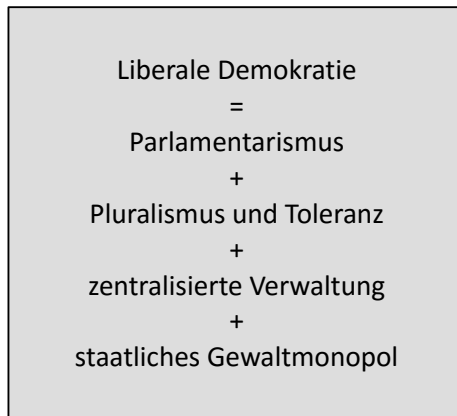 Liberale Demokratie
=
Parlamentarismus
+
Pluralismus und Toleranz
+
zentralisierte Verwaltung
+
staatliches Gewaltmonopol